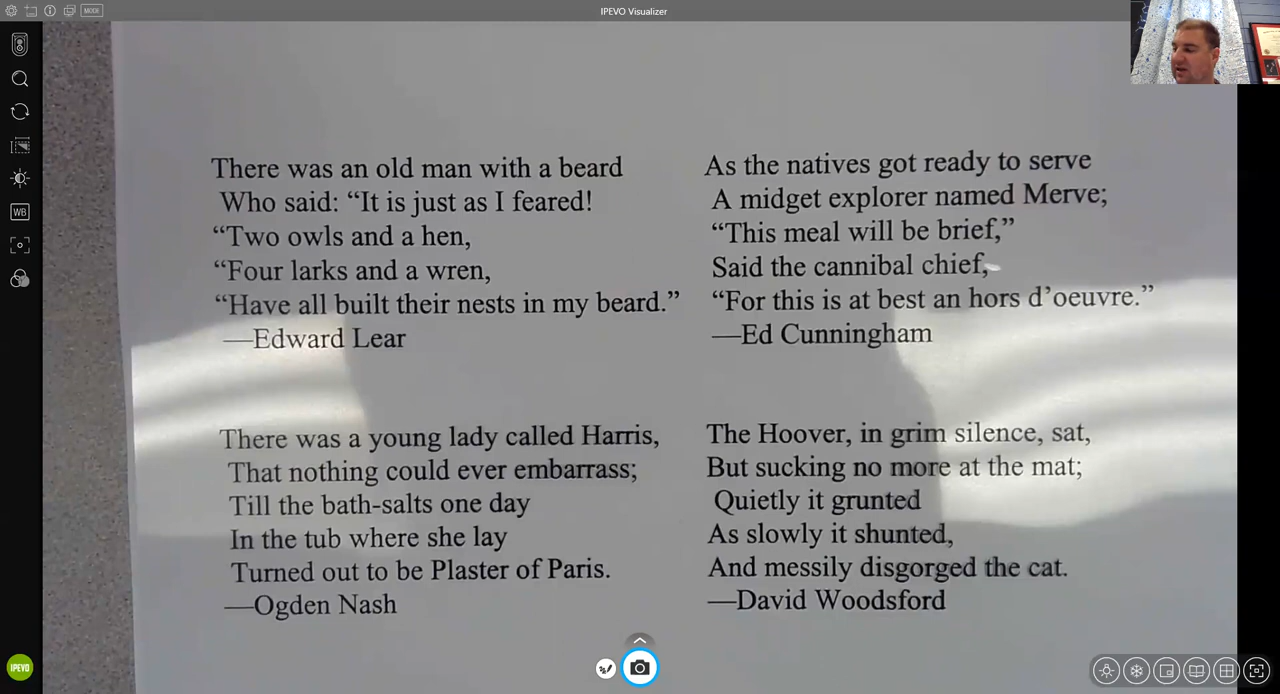 MODE
IPEVO Visualizer
WB
There was an old man with a beard
Who said: “It is just as I feared!
“Two owls and a hen,
“Four larks and a wren,
“Have all built their nests in my beard.”
—Edward Lear
As the natives got ready to serve
A midget explorer named Merve;
“This meal will be brief,”
Said the cannibal chief,
“For this is at best an hors d’oeuvre.”
—Ed Cunningham
There was a young lady called Harris,
That nothing could ever embarrass;
Till the bath-salts one day
In the tub where she lay
Turned out to be Plaster of Paris.
—Ogden Nash
The Hoover, in grim silence, sat,
But sucking no more at the mat;
Quietly it grunted
As slowly it shunted,
And messily disgorged the cat.
—David Woodsford
IPEVO